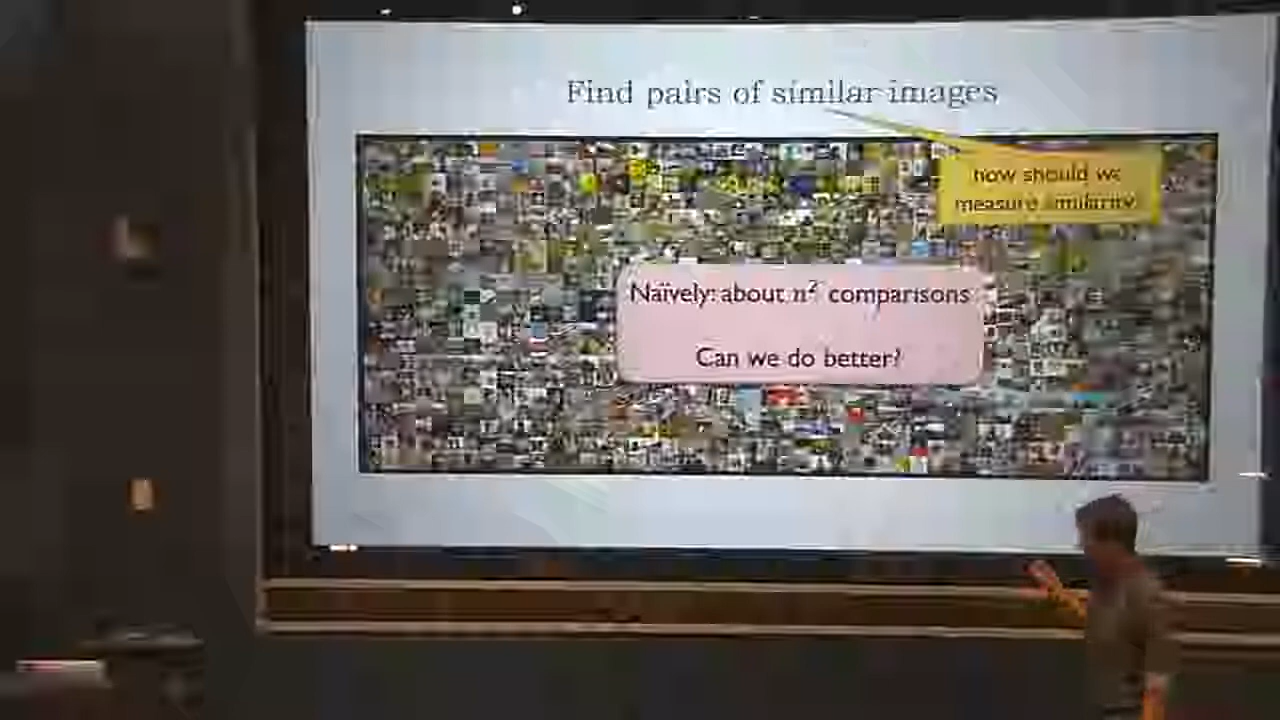 Find pairs of similar images
how should we
measure similarity
Naïvely: about n² comparisons
Can we do better?